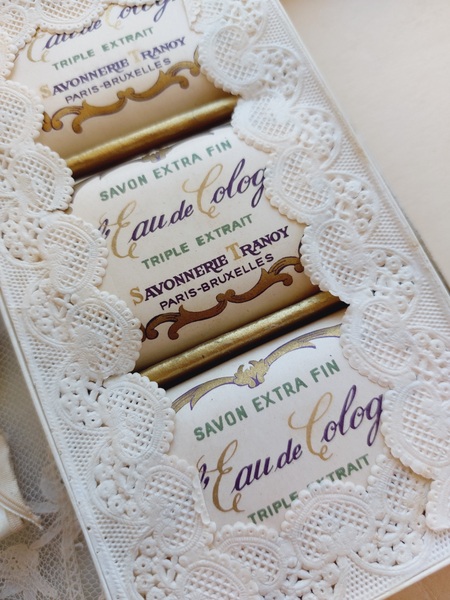 Eau de Colog
TRIPLE EXTRAIT
SAVONNERIE TRANOY
PARIS-BRUXELLES
SAVON EXTRA FIN
Eau de Colog
TRIPLE EXTRAIT
SAVONNERIE TRANOY
PARIS-BRUXELLES
SAVON EXTRA FIN
Eau de Colog
TRIPLE EXTRAIT